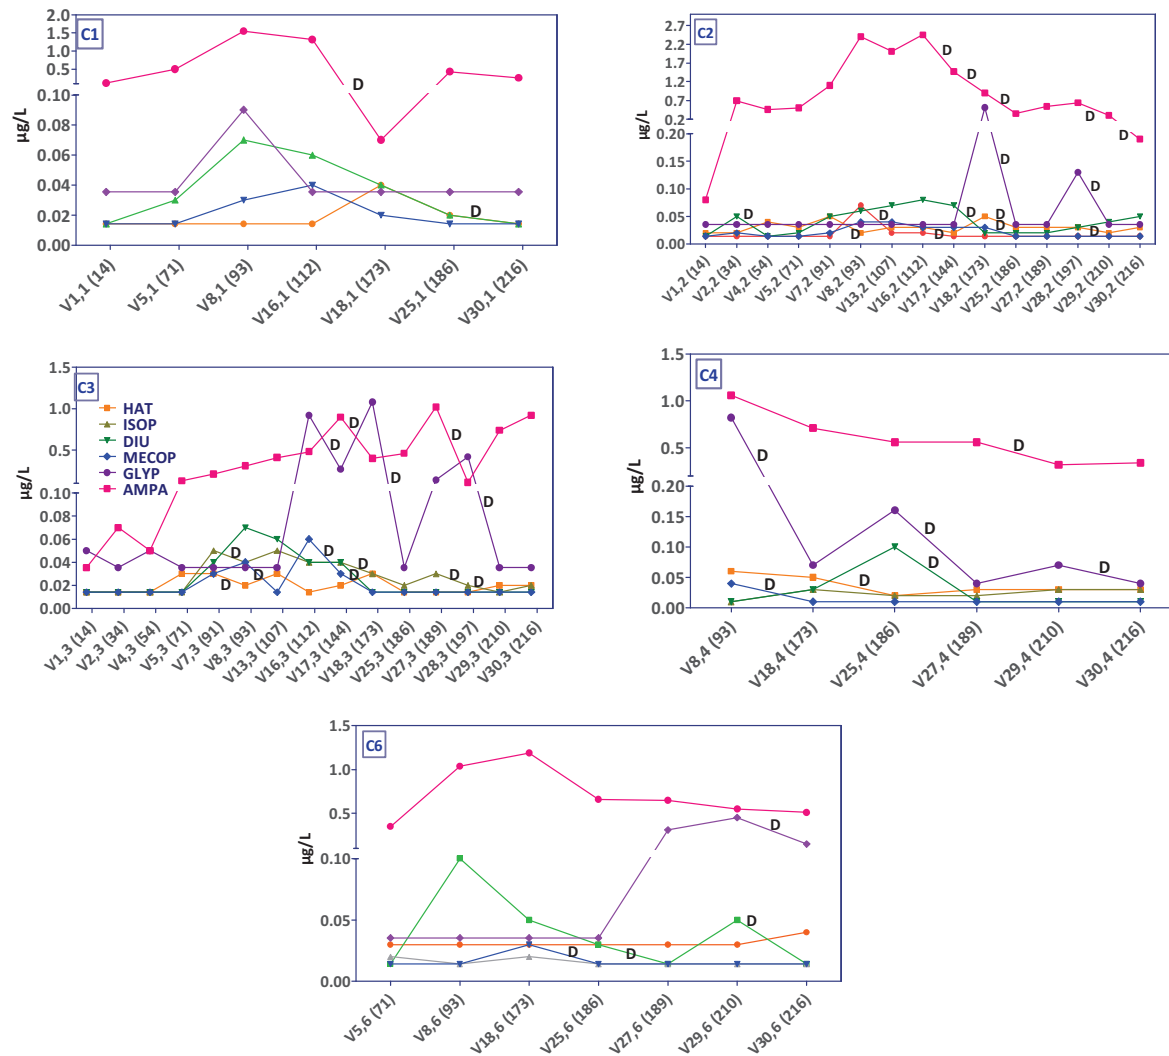 C1
µg/L
2.0
1.5
1.0
0.5
0.10
0.08
0.06
0.04
0.02
0.00
D
D
V1,1 (14)
V5,1 (71)
V8,1 (93)
V16,1 (112)
V18,1 (173)
V25,1 (186)
V30,1 (216)
C2
µg/L
2.7
2.2
1.7
1.2
0.7
0.2
0.20
0.15
0.10
0.05
0.00
D
D
D
D
D
D
D
D
D
D
D
D
D
D
V1,2 (14)
V2,2 (34)
V4,2 (54)
V5,2 (71)
V7,2 (91)
V8,2 (93)
V13,2 (107)
V16,2 (112)
V17,2 (144)
V18,2 (173)
V25,2 (186)
V27,2 (189)
V28,2 (197)
V29,2 (210)
V30,2 (216)
C3
µg/L
1.5
1.0
0.5
0.10
0.08
0.06
0.04
0.02
0.00
HAT
ISOP
DIU
MECOP
GLYP
AMPA
D
D
D
D
D
D
D
D
D
D
D
D
D
V1,3 (14)
V2,3 (34)
V4,3 (54)
V5,3 (71)
V7,3 (91)
V8,3 (93)
V13,3 (107)
V16,3 (112)
V17,3 (144)
V18,3 (173)
V25,3 (186)
V27,3 (189)
V28,3 (197)
V29,3 (210)
V30,3 (216)
C4
µg/L
1.5
1.0
0.5
0.20
0.15
0.10
0.05
0.00
D
D
D
D
D
D
D
V8,4 (93)
V18,4 (173)
V25,4 (186)
V27,4 (189)
V29,4 (210)
V30,4 (216)
C6
µg/L
1.5
1.0
0.5
0.10
0.05
0.00
D
D
D
D
V5,6 (71)
V8,6 (93)
V18,6 (173)
V25,6 (186)
V27,6 (189)
V29,6 (210)
V30,6 (216)